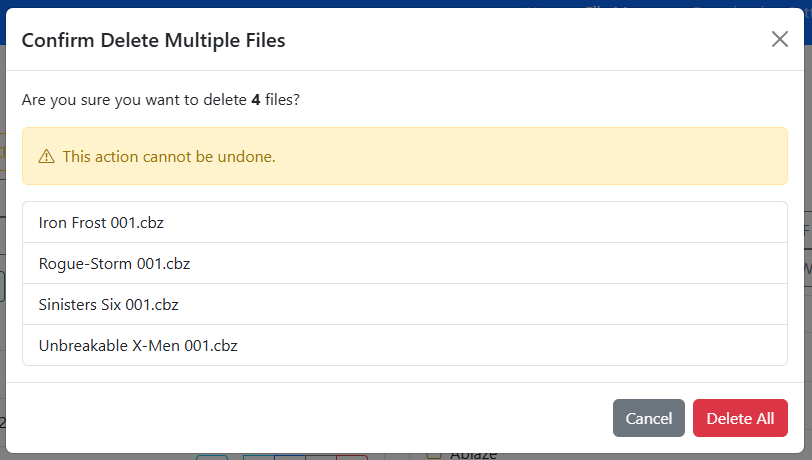 Confirm Delete Multiple Files
Are you sure you want to delete 4 files?
This action cannot be undone.
Iron Frost 001.cbz
Rogue-Storm 001.cbz
Sinisters Six 001.cbz
Unbreakable X-Men 001.cbz
Cancel
Delete All
Ablaze